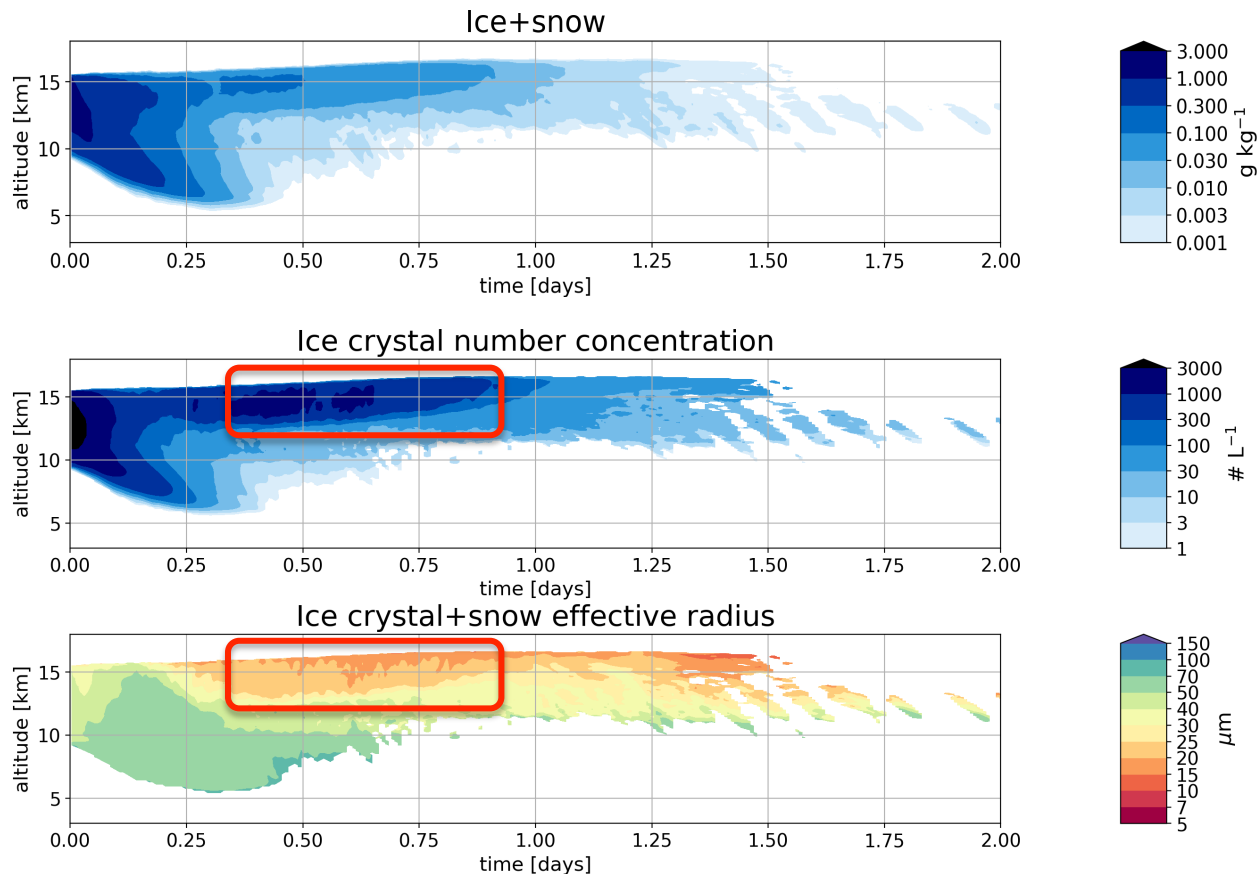 Ice+snow
altitude [km]
15
10
5
0.00 0.25 0.50 0.75 1.00 1.25 1.50 1.75 2.00
time [days]
3.000
1.000
0.300
0.100
0.030
0.010
0.003
0.001
g kg⁻¹
Ice crystal number concentration
altitude [km]
15
10
5
0.00 0.25 0.50 0.75 1.00 1.25 1.50 1.75 2.00
time [days]
3000
1000
300
100
30
10
3
1
# L⁻¹
Ice crystal+snow effective radius
altitude [km]
15
10
5
0.00 0.25 0.50 0.75 1.00 1.25 1.50 1.75 2.00
time [days]
150
100
70
50
40
30
25
20
15
10
7
5
μm